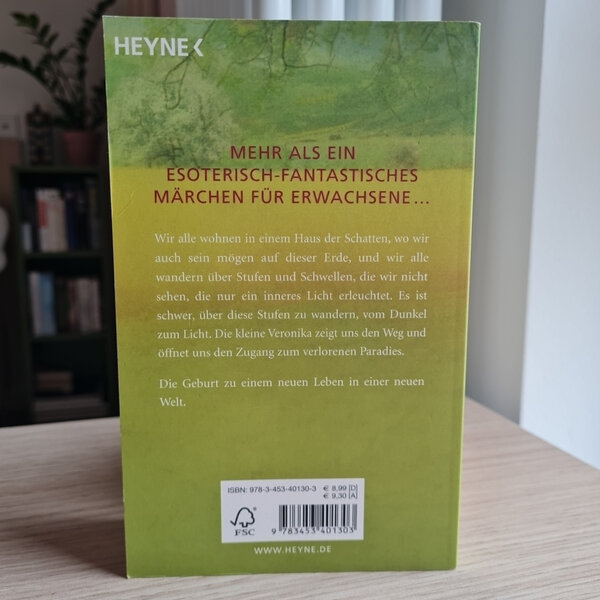 HEYNE<
MEHR ALS EIN
ESOTERISCH-FANTASTISCHES
MÄRCHEN FÜR ERWACHSENE...
Wir alle wohnen in einem Haus der Schatten, wo wir
auch sein mögen auf dieser Erde, und wir alle
wandern über Stufen und Schwellen, die wir nicht
sehen, die nur ein inneres Licht erleuchtet. Es ist
schwer, über diese Stufen zu wandern, vom Dunkel
zum Licht. Die kleine Veronika zeigt uns den Weg und
öffnet uns den Zugang zum verlorenen Paradies.
Die Geburt zu einem neuen Leben in einer neuen
Welt.
ISBN: 978-3-453-40130-3
€ 8,99 [D]
€ 9,30 [A]
FSC
9 783453 401303
WWW.HEYNE.DE